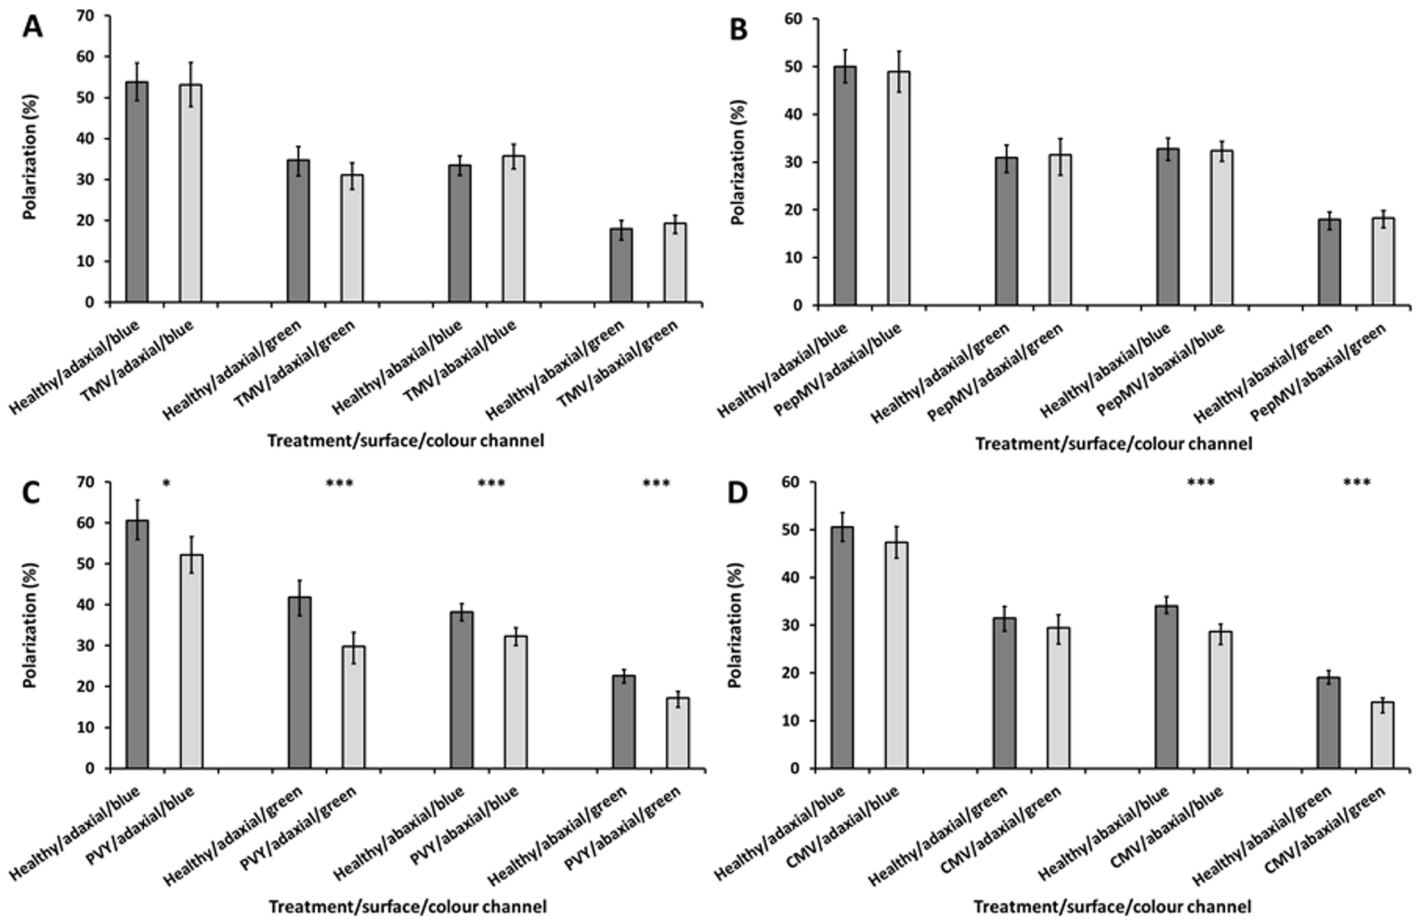 A
Polarization (%)
70
60
50
40
30
20
10
0
Healthy/adaxial/blue
TMV/adaxial/blue
Healthy/adaxial/green
TMV/adaxial/green
Healthy/abaxial/blue
TMV/abaxial/blue
Healthy/abaxial/green
TMV/abaxial/green
Treatment/surface/colour channel
B
Polarization (%)
60
50
40
30
20
10
0
Healthy/adaxial/blue
PepMV/adaxial/blue
Healthy/adaxial/green
PepMV/adaxial/green
Healthy/abaxial/blue
PepMV/abaxial/blue
Healthy/abaxial/green
PepMV/abaxial/green
Treatment/surface/colour channel
C
* *** *** ***
Polarization (%)
70
60
50
40
30
20
10
0
Healthy/adaxial/blue
PVY/adaxial/blue
Healthy/adaxial/green
PVY/adaxial/green
Healthy/abaxial/blue
PVY/abaxial/blue
Healthy/abaxial/green
PVY/abaxial/green
Treatment/surface/colour channel
D
*** ***
Polarization (%)
60
50
40
30
20
10
0
Healthy/adaxial/blue
CMV/adaxial/blue
Healthy/adaxial/green
CMV/adaxial/green
Healthy/abaxial/blue
CMV/abaxial/blue
Healthy/abaxial/green
CMV/abaxial/green
Treatment/surface/colour channel